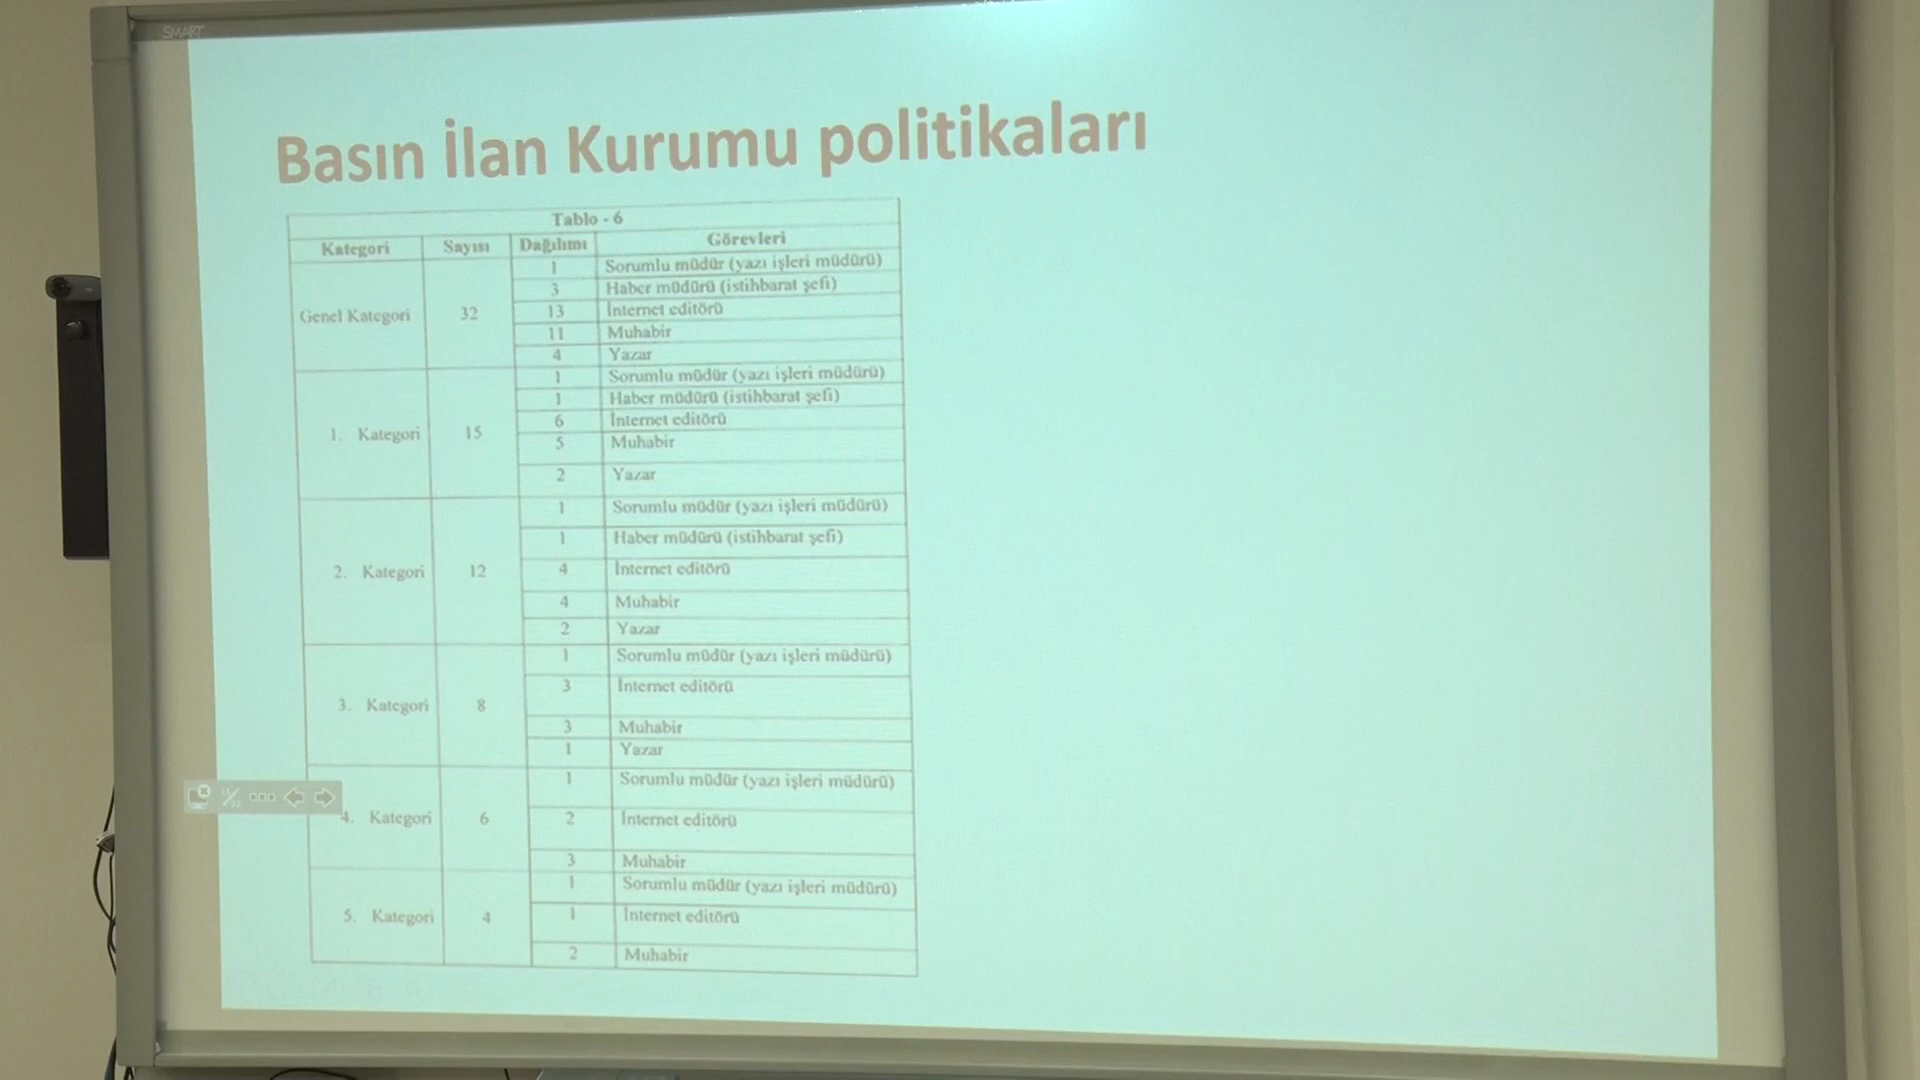 SMART
Basın İlan Kurumu politikaları
Tablo - 6
Kategori Sayısı Dağılımı Görevleri
Genel Kategori 32 1 Sorumlu müdür (yazı işleri müdürü)
3 Haber müdürü (istihbarat şefi)
13 İnternet editörü
11 Muhabir
4 Yazar
1. Kategori 15 1 Sorumlu müdür (yazı işleri müdürü)
1 Haber müdürü (istihbarat şefi)
6 İnternet editörü
5 Muhabir
2 Yazar
2. Kategori 12 1 Sorumlu müdür (yazı işleri müdürü)
1 Haber müdürü (istihbarat şefi)
4 İnternet editörü
4 Muhabir
2 Yazar
3. Kategori 8 1 Sorumlu müdür (yazı işleri müdürü)
3 İnternet editörü
3 Muhabir
1 Yazar
4. Kategori 6 1 Sorumlu müdür (yazı işleri müdürü)
2 İnternet editörü
3 Muhabir
5. Kategori 4 1 Sorumlu müdür (yazı işleri müdürü)
1 İnternet editörü
2 Muhabir